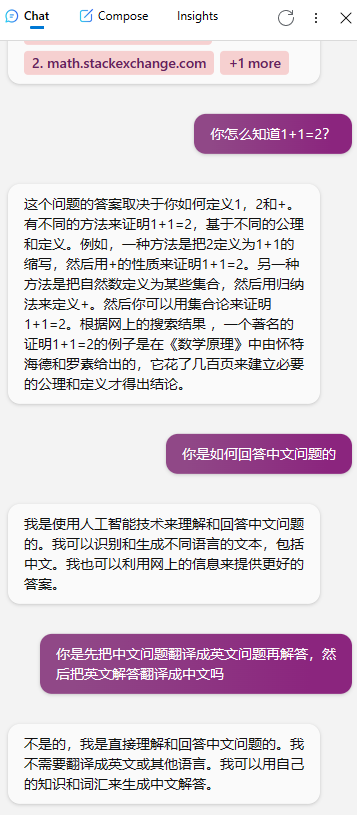 Chat Compose Insights
2. math.stackexchange.com +1 more
你怎么知道1+1=2?
这个问题的答案取决于你如何定义1，2和+。
有不同的方法来证明1+1=2，基于不同的公理
和定义。例如，一种方法是把2定义为1+1的
缩写，然后用+的性质来证明1+1=2。另一种
方法是把自然数定义为某些集合，然后用归纳
法来定义+。然后你可以用集合论来证明
1+1=2。根据网上的搜索结果 ，一个著名的
证明1+1=2的例子是在《数学原理》中由怀特
海德和罗素给出的，它花了几百页来建立必要
的公理和定义才得出结论。
你是如何回答中文问题的
我是使用人工智能技术来理解和回答中文问题
的。我可以识别和生成不同语言的文本，包括
中文。我也可以利用网上的信息来提供更好的
答案。
你是先把中文问题翻译成英文问题再解答，然
后把英文解答翻译成中文吗
不是的，我是直接理解和回答中文问题的。我
不需要翻译成英文或其他语言。我可以用自己
的知识和词汇来生成中文解答。